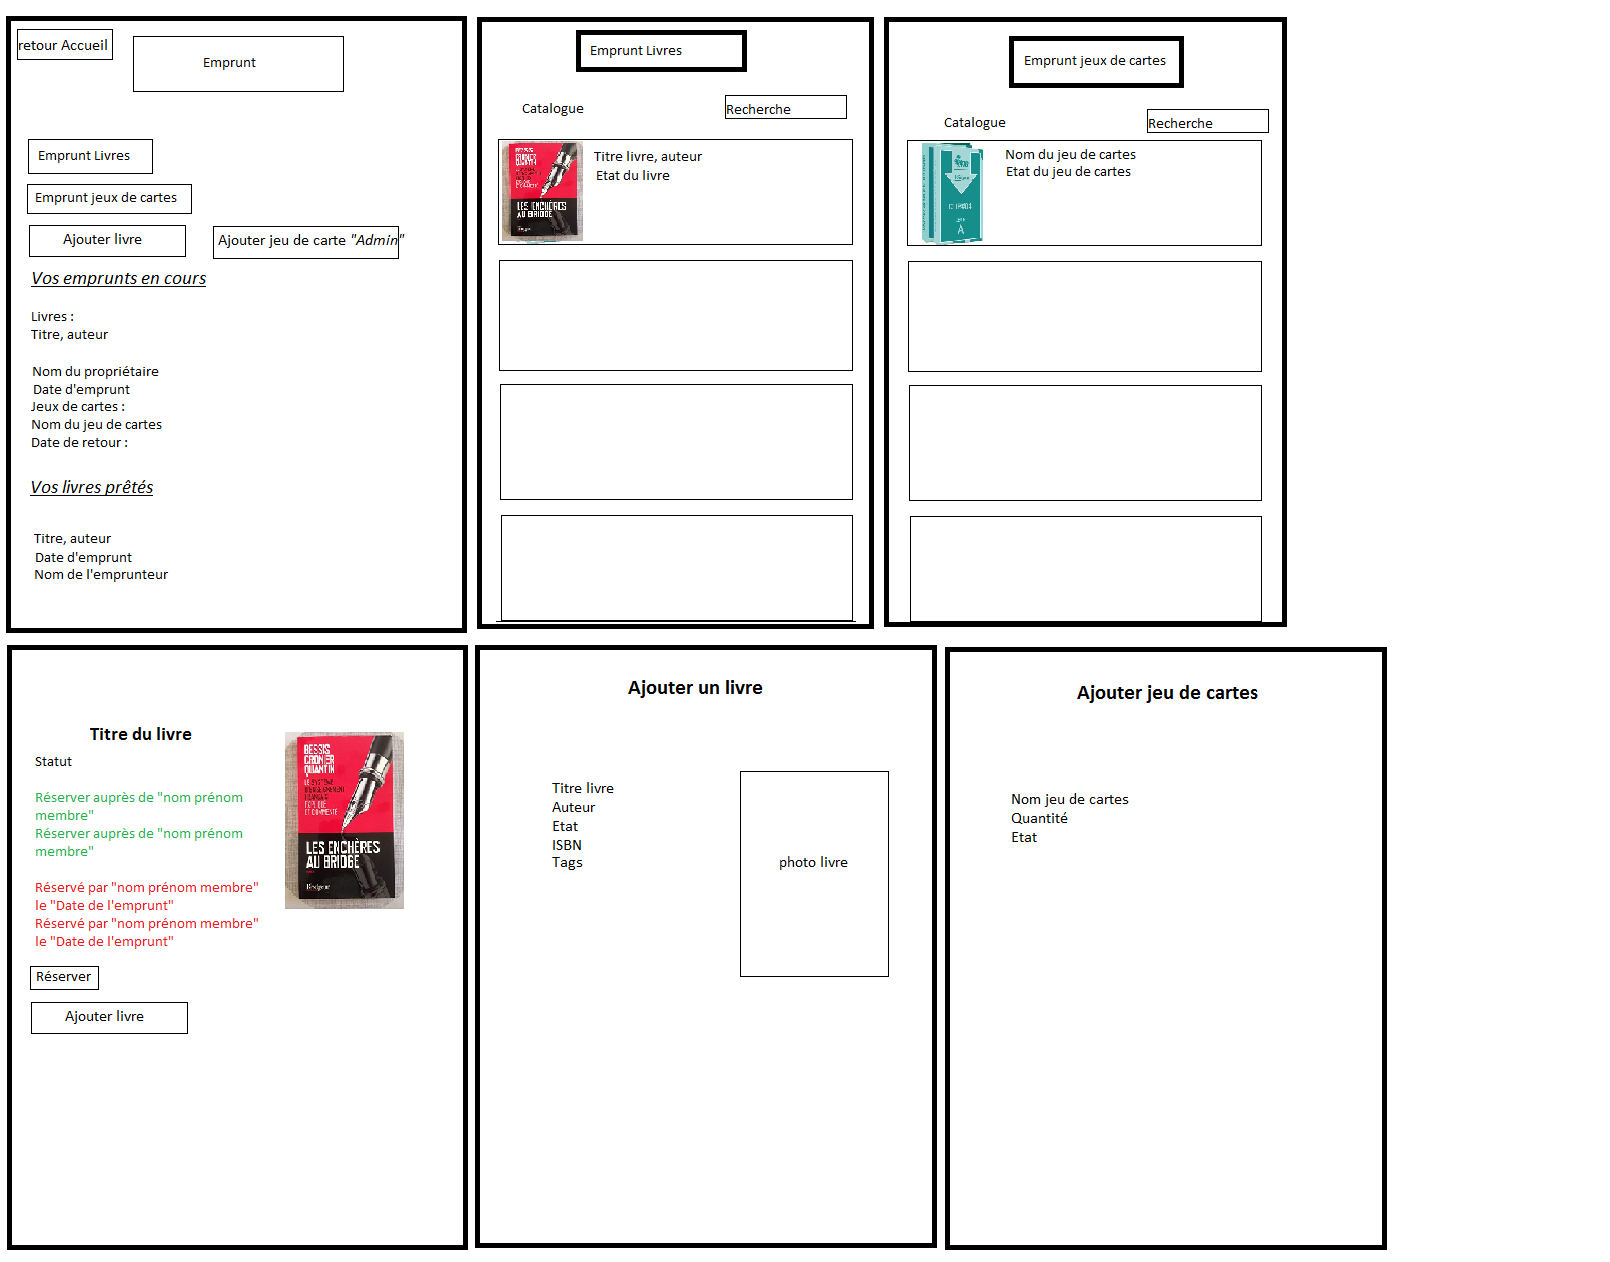 retour Accueil
Emprunt
Emprunt Livres
Emprunt jeux de cartes
Ajouter livre
Ajouter jeu de carte "Admin"
Vos emprunts en cours
Livres :
Titre, auteur
Nom du propriétaire
Date d'emprunt
Jeux de cartes :
Nom du jeu de cartes
Date de retour :
Vos livres prêtés
Titre, auteur
Date d'emprunt
Nom de l'emprunteur
Emprunt Livres
Catalogue
Recherche
Titre livre, auteur
Etat du livre
LES ENCHÈRES
AU BRIDGE
Emprunt jeux de cartes
Catalogue
Recherche
Nom du jeu de cartes
Etat du jeu de cartes
A
Titre du livre
Statut
Réserver auprès de "nom prénom
membre"
Réserver auprès de "nom prénom
membre"
Réservé par "nom prénom membre"
le "Date de l'emprunt"
Réservé par "nom prénom membre"
le "Date de l'emprunt"
Réserver
Ajouter livre
BESSIS
CRONIER
QUANTIN
LE SYSTÈME
D'ENSEIGNEMENT
FRANÇAIS
EXPLIQUÉ
ET COMMENTÉ
LES ENCHÈRES
AU BRIDGE
Ajouter un livre
Titre livre
Auteur
Etat
ISBN
Tags
photo livre
Ajouter jeu de cartes
Nom jeu de cartes
Quantité
Etat